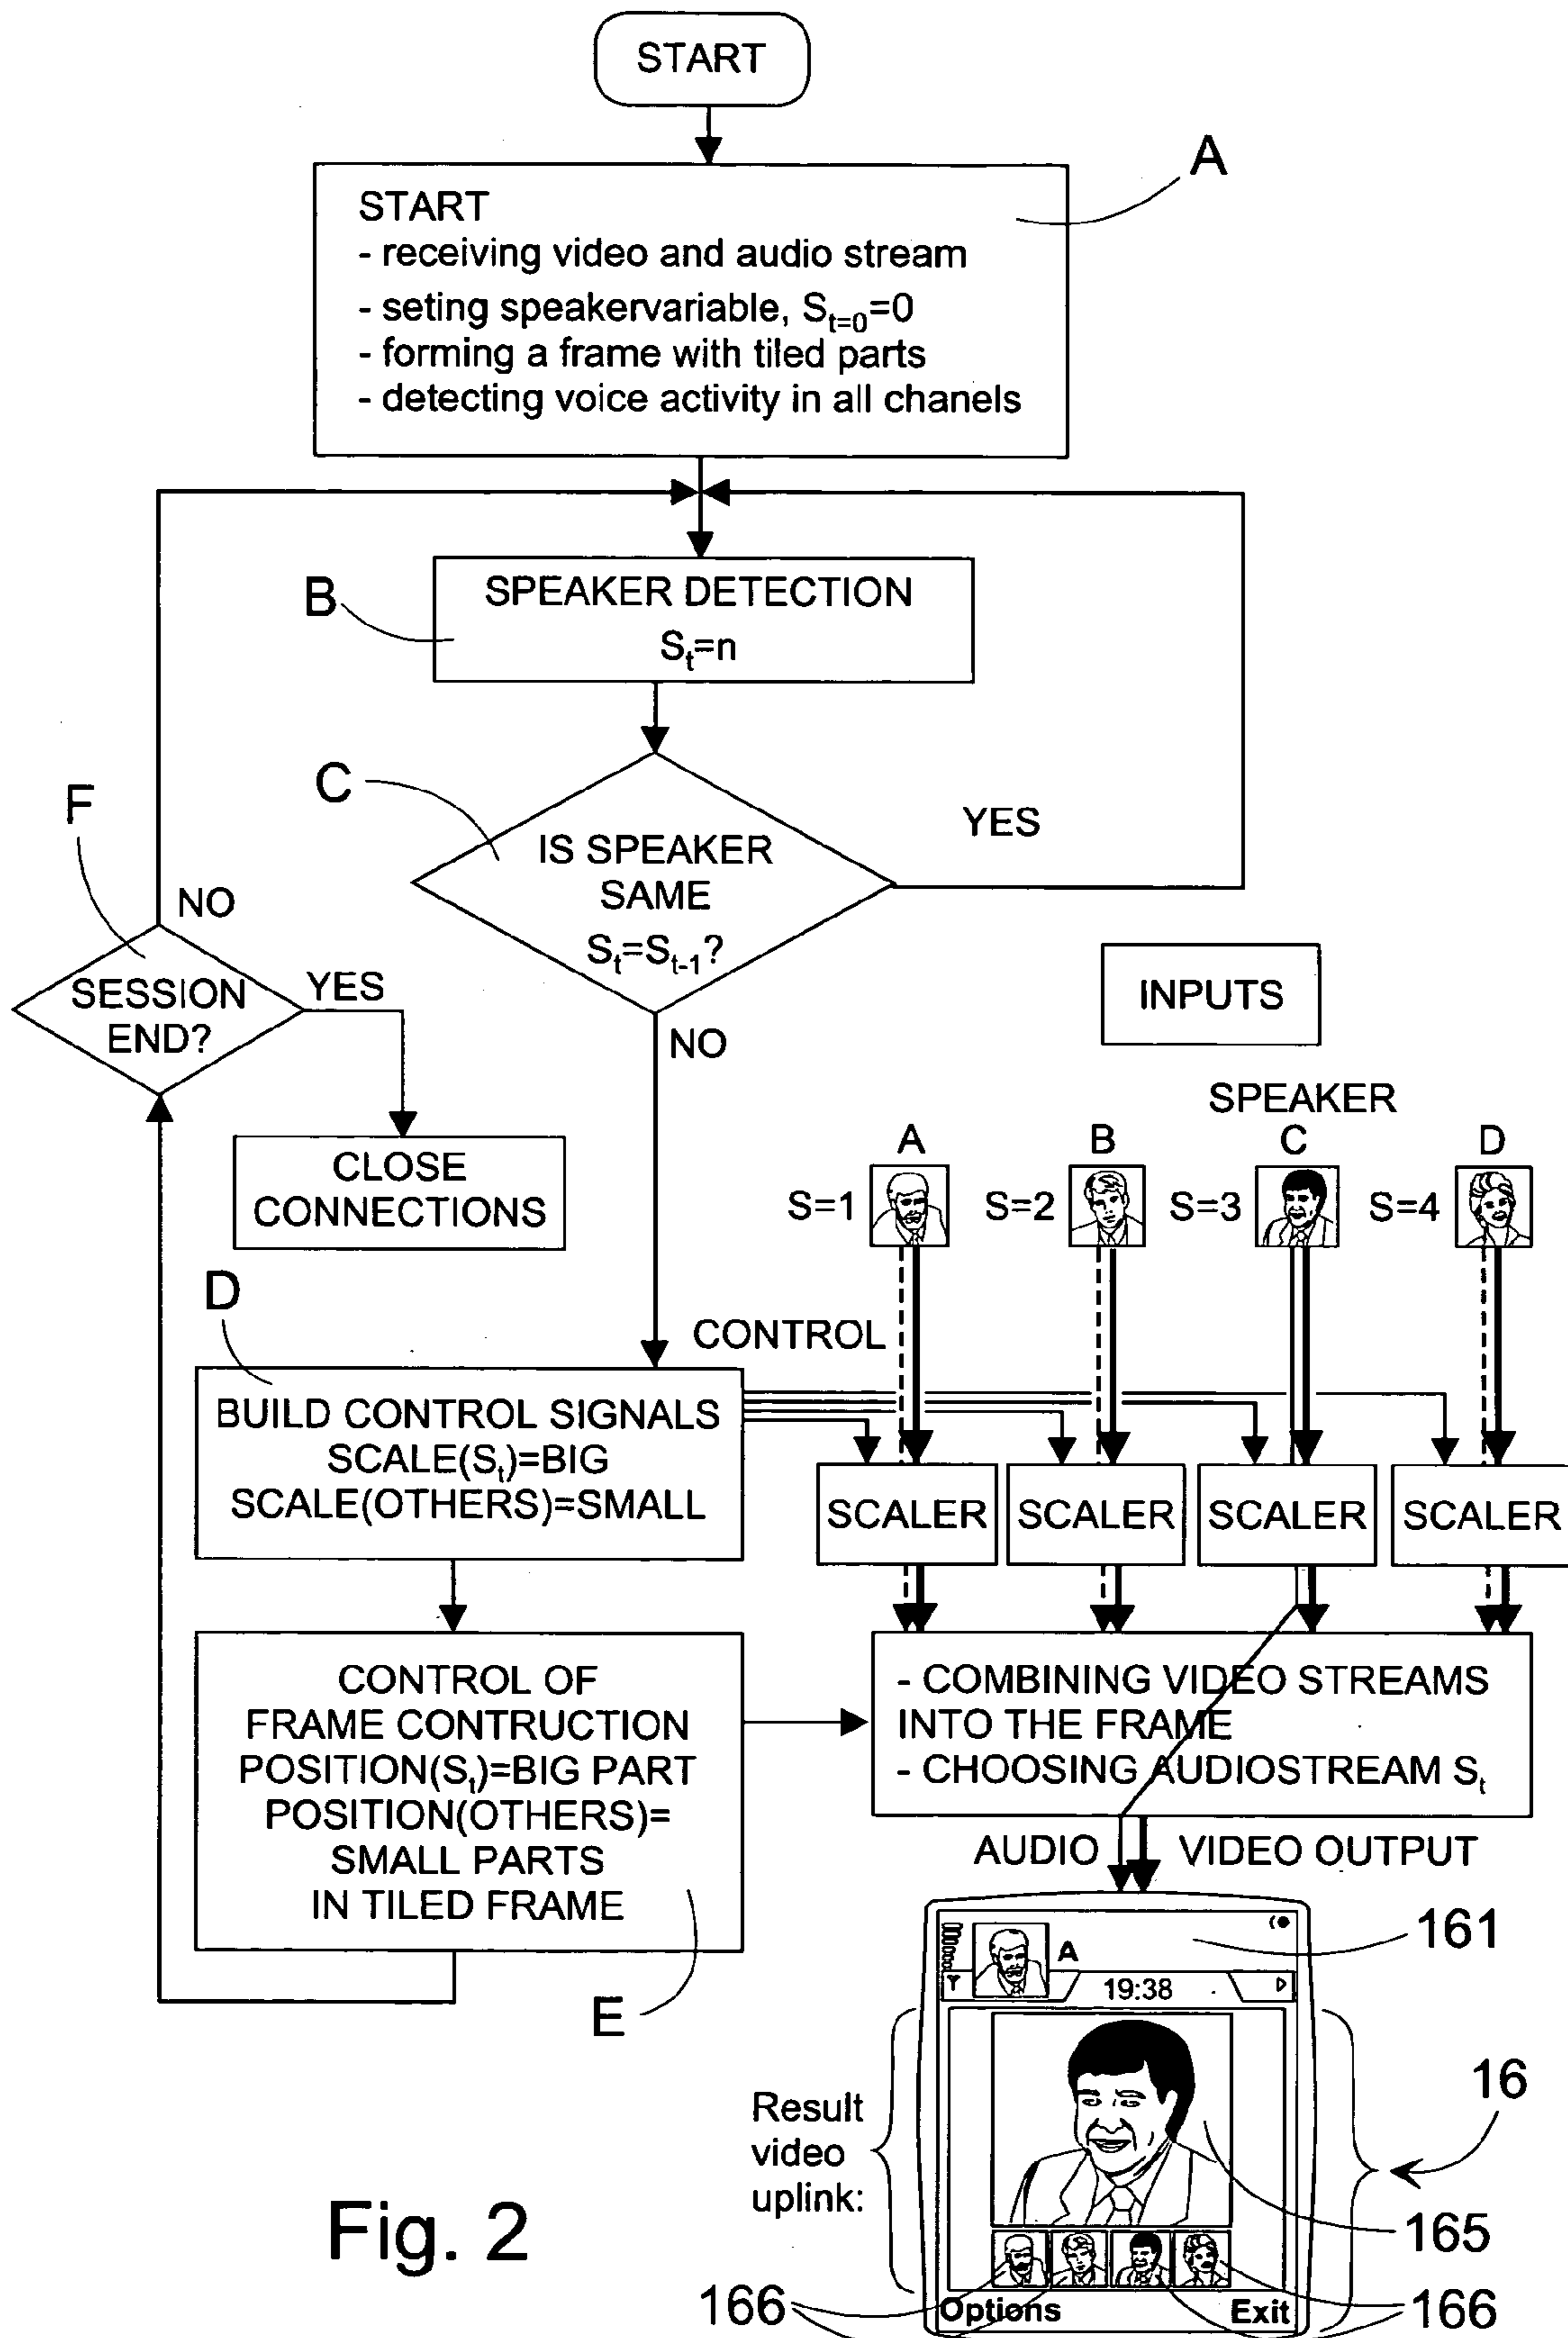 START
A
START
- receiving video and audio stream
- seting speakervariable, St=0=0
- forming a frame with tiled parts
- detecting voice activity in all chanels
B
SPEAKER DETECTION
St=n
C
IS SPEAKER
SAME
St=St-1?
YES
NO
F
NO
SESSION
END?
YES
CLOSE
CONNECTIONS
INPUTS
SPEAKER
A
B
C
D
S=1
S=2
S=3
S=4
D
CONTROL
BUILD CONTROL SIGNALS
SCALE(St)=BIG
SCALE(OTHERS)=SMALL
SCALER
SCALER
SCALER
SCALER
CONTROL OF
FRAME CONTRUCTION
POSITION(St)=BIG PART
POSITION(OTHERS)=
SMALL PARTS
IN TILED FRAME
E
- COMBINING VIDEO STREAMS
INTO THE FRAME
- CHOOSING AUDIOSTREAM St
AUDIO
VIDEO OUTPUT
161
A
19:38
16
Result
video
uplink:
165
166
166
Options
Exit
Fig. 2